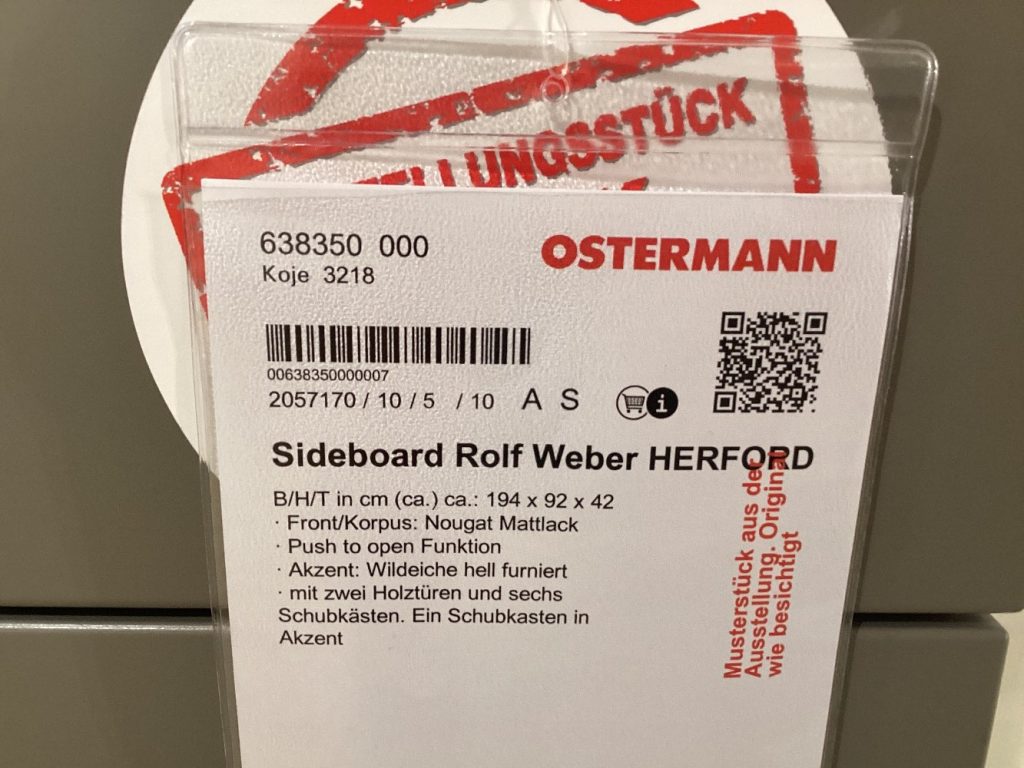 ELLUNGSSTÜCK
638350 000
OSTERMANN
Koje 3218
00638350000007
2057170 / 10 / 5 / 10 A S
i
Sideboard Rolf Weber HERFORD
B/H/T in cm (ca.) ca.: 194 x 92 x 42
· Front/Korpus: Nougat Mattlack
· Push to open Funktion
· Akzent: Wildeiche hell furniert
· mit zwei Holztüren und sechs
Schubkästen. Ein Schubkasten in
Akzent
Musterstück aus der
Ausstellung. Original
wie besichtigt